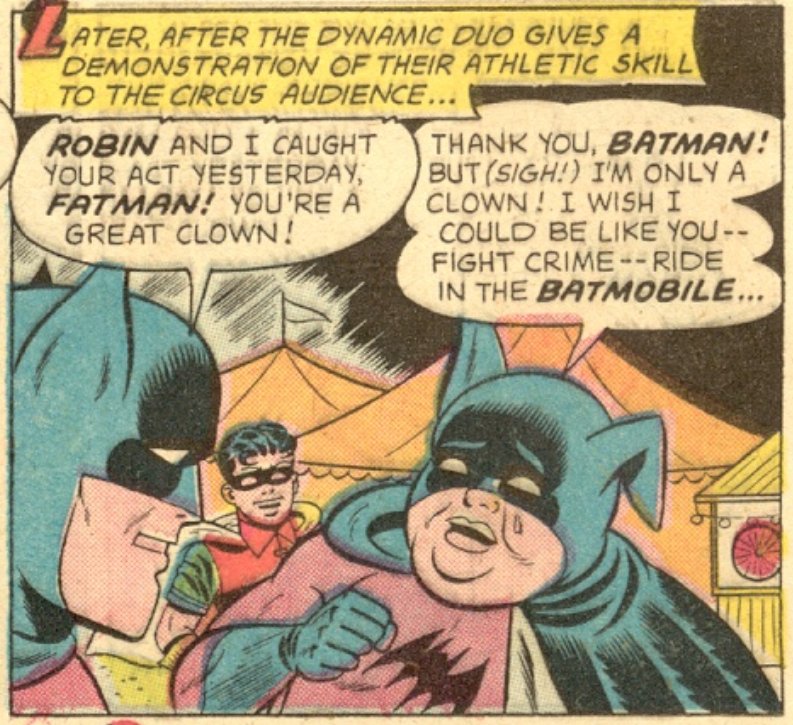 LATER, AFTER THE DYNAMIC DUO GIVES A
DEMONSTRATION OF THEIR ATHLETIC SKILL
TO THE CIRCUS AUDIENCE...
ROBIN AND I CAUGHT
YOUR ACT YESTERDAY,
FATMAN! YOU'RE A
GREAT CLOWN!
THANK YOU, BATMAN!
BUT (SIGH!) I'M ONLY A
CLOWN! I WISH I
COULD BE LIKE YOU--
FIGHT CRIME--RIDE
IN THE BATMOBILE...